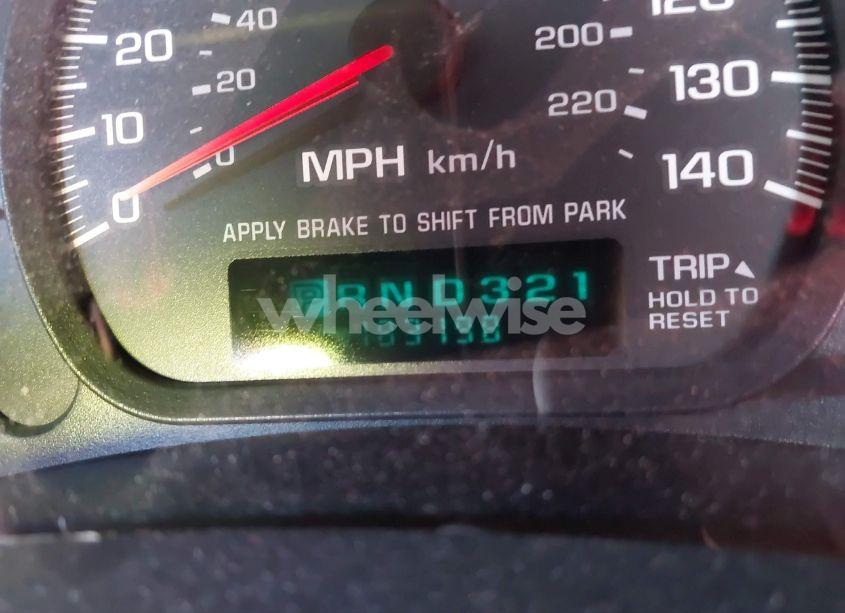 40
120
20
200
130
20
220
10
0
MPH km/h
140
0
APPLY BRAKE TO SHIFT FROM PARK
TRIP
HOLD TO
RESET
P R N D 3 2 1
wheelwise